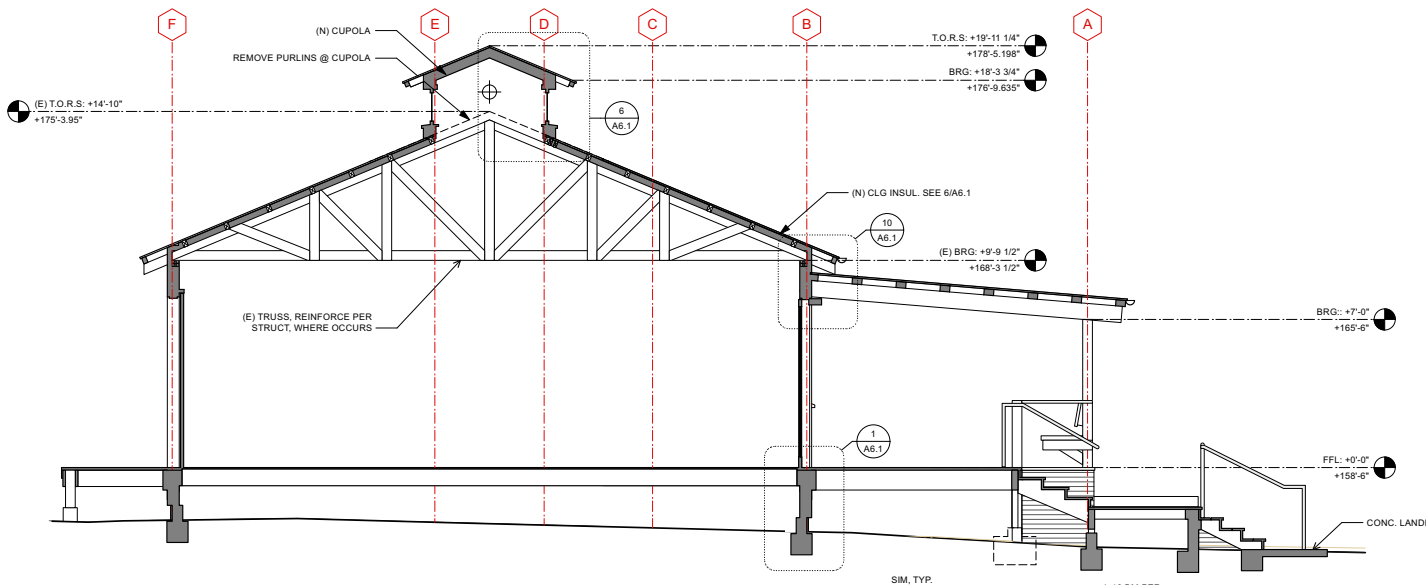 F
E
D
C
B
A
(N) CUPOLA
REMOVE PURLINS @ CUPOLA
T.O.R.S: +19'-11 1/4"
+178'-5.198"
BRG: +18'-3 3/4"
+176'-9.635"
(E) T.O.R.S: +14'-10"
+175'-3.95"
6
A6.1
(N) CLG INSUL. SEE 6/A6.1
10
A6.1
(E) BRG: +9'-9 1/2"
+168'-3 1/2"
(E) TRUSS, REINFORCE PER
STRUCT, WHERE OCCURS
BRG:: +7'-0"
+165'-6"
1
A6.1
FFL: +0'-0"
+158'-6"
CONC. LANDI
SIM, TYP.